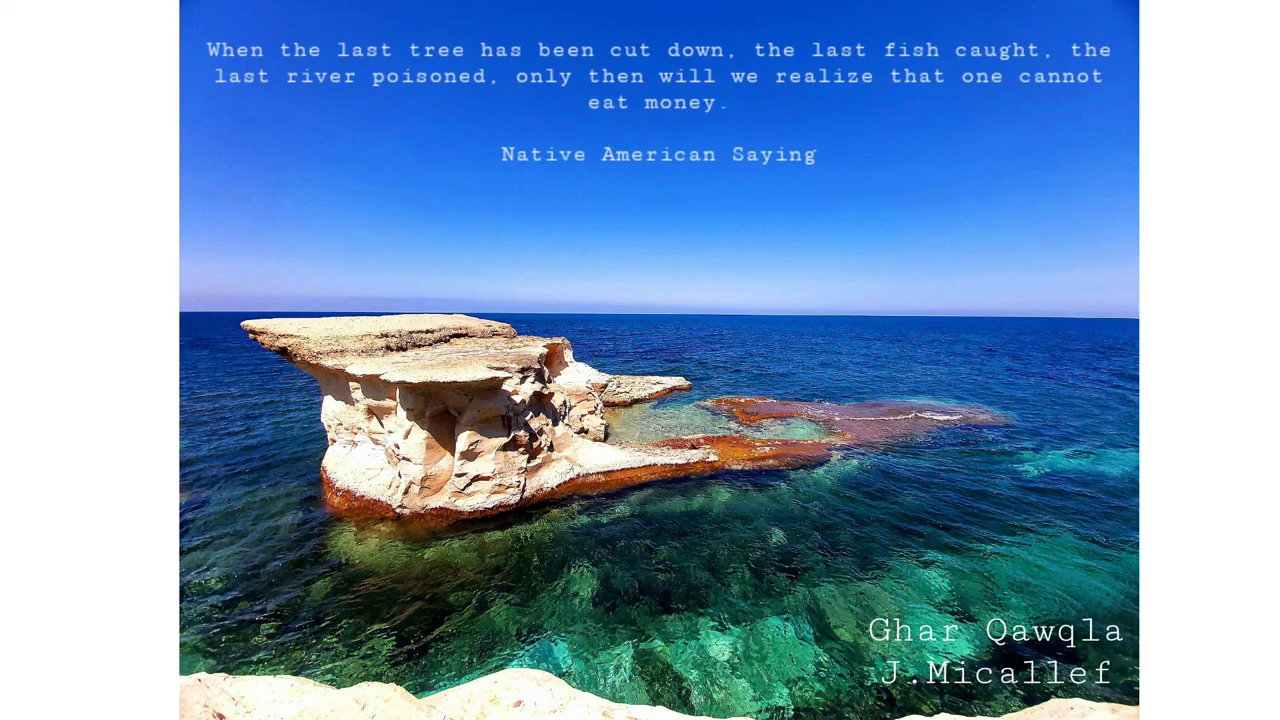 When the last tree has been cut down, the last fish caught, the
last river poisoned, only then will we realize that one cannot
eat money.
Native American Saying
Ghar Qawqla
J.Micallef